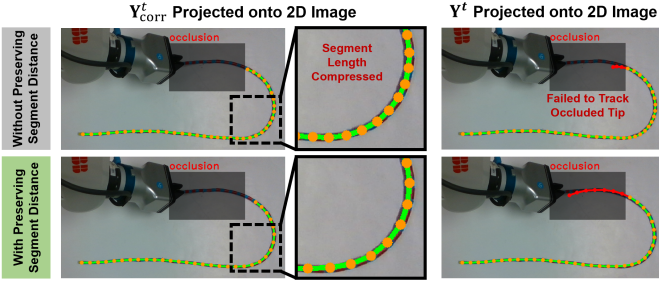 Y^t_corr Projected onto 2D Image
Y^t Projected onto 2D Image
Without Preserving
Segment Distance
occlusion
Segment
Length
Compressed
occlusion
Failed to Track
Occluded Tip
With Preserving
Segment Distance
occlusion
occlusion